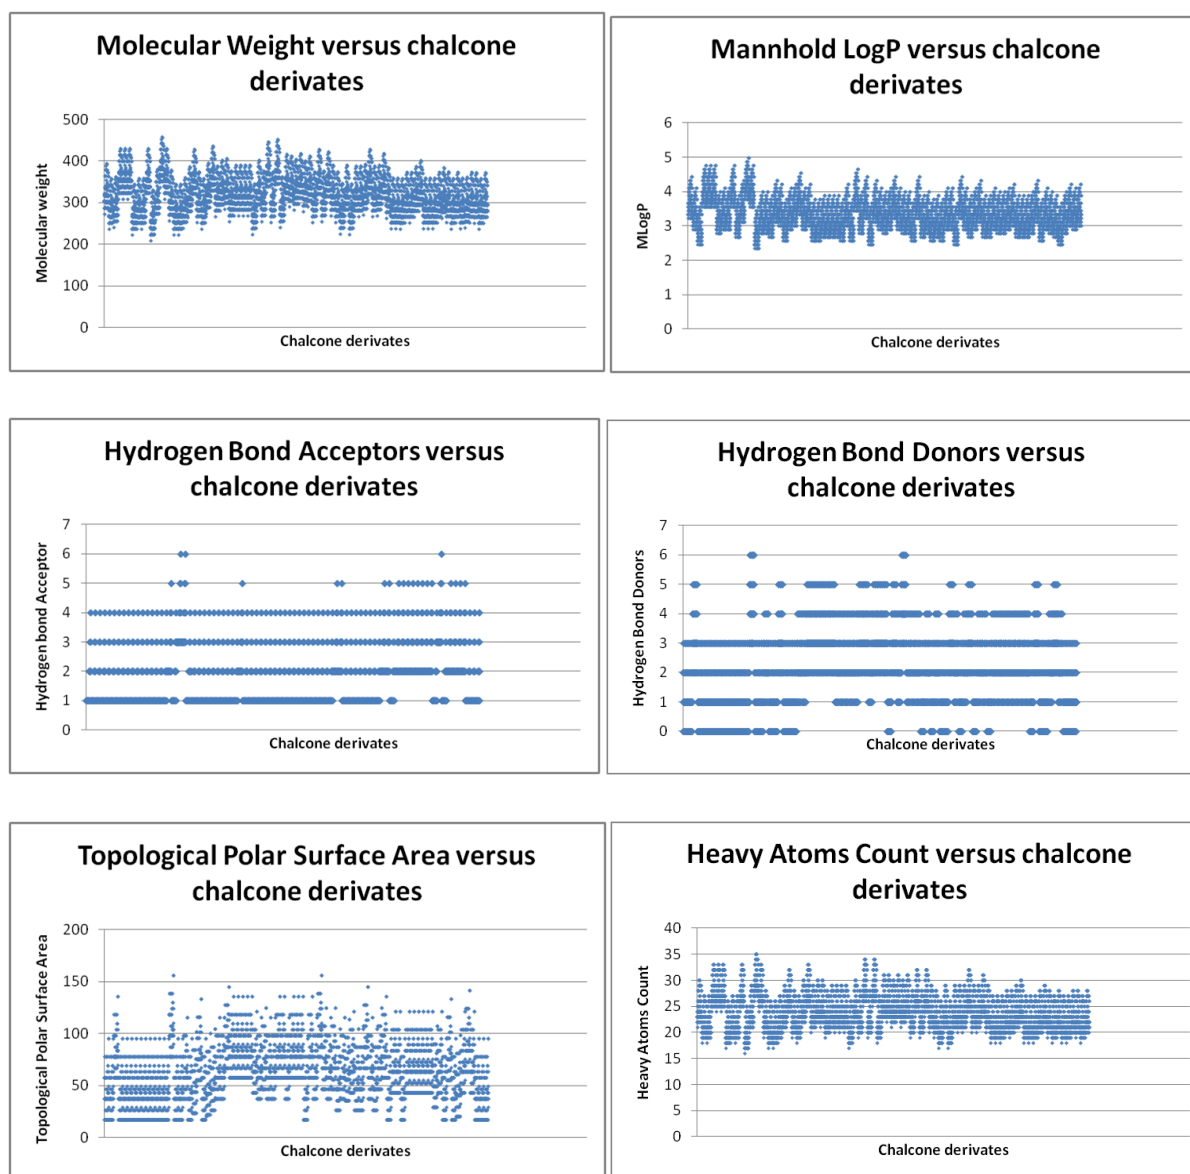 Molecular Weight versus chalcone
derivates
500
400
300
200
100
0
Molecular weight
Chalcone derivates
Mannhold LogP versus chalcone
derivates
6
5
4
3
2
1
0
MLogP
Chalcone derivates
Hydrogen Bond Acceptors versus
chalcone derivates
7
6
5
4
3
2
1
0
Hydrogen bond Acceptor
Chalcone derivates
Hydrogen Bond Donors versus
chalcone derivates
7
6
5
4
3
2
1
0
Hydrogen Bond Donors
Chalcone derivates
Topological Polar Surface Area versus
chalcone derivates
200
150
100
50
0
Topological Polar Surface Area
Chalcone derivates
Heavy Atoms Count versus chalcone
derivates
40
35
30
25
20
15
10
5
0
Heavy Atoms Count
Chalcone derivates